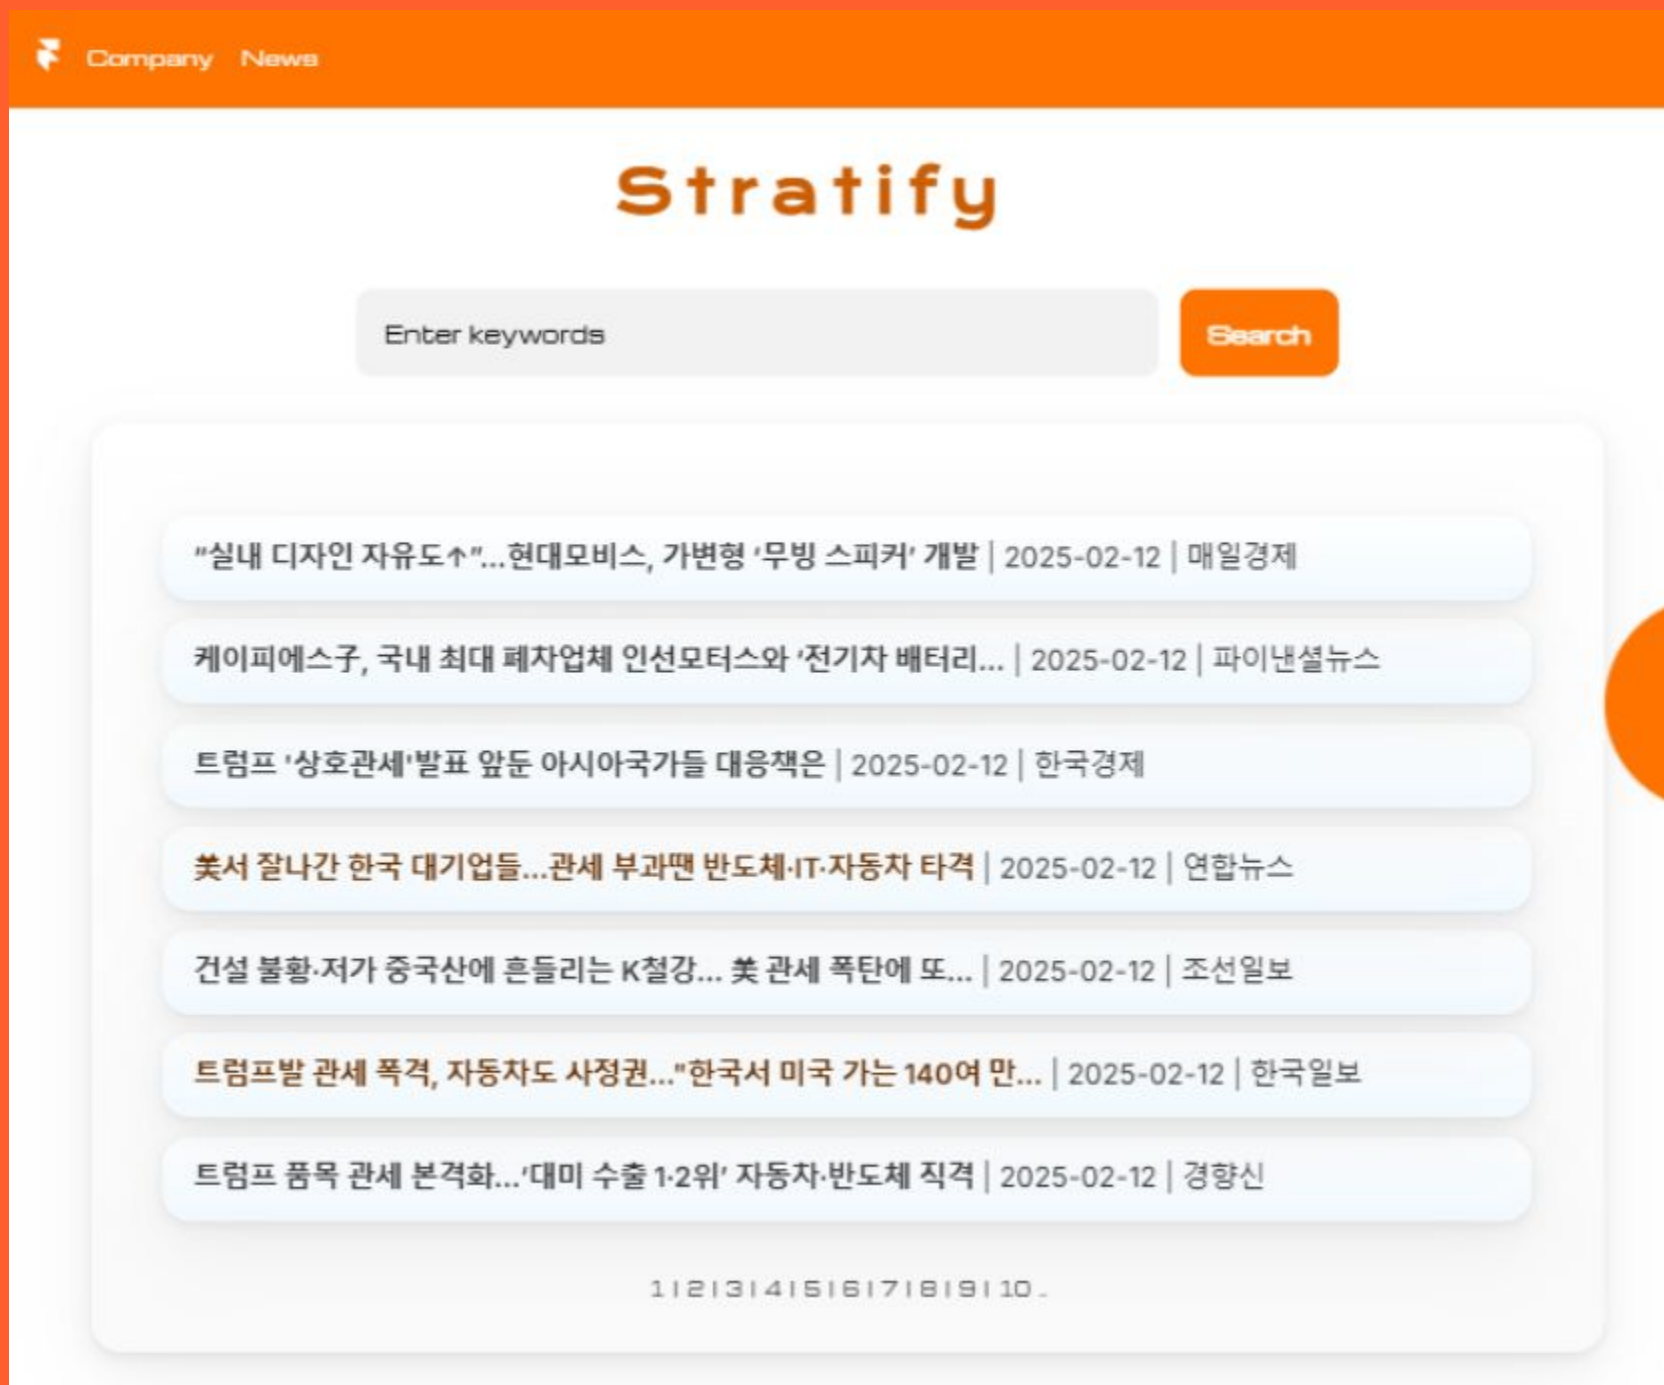 Company News
Stratify
Enter keywords
Search
"실내 디자인 자유도↑"...현대모비스, 가변형 '무빙 스피커' 개발 | 2025-02-12 | 매일경제
케이피에스子, 국내 최대 폐차업체 인선모터스와 '전기차 배터리... | 2025-02-12 | 파이낸셜뉴스
트럼프 '상호관세'발표 앞둔 아시아국가들 대응책은 | 2025-02-12 | 한국경제
美서 잘나간 한국 대기업들...관세 부과땐 반도체·IT·자동차 타격 | 2025-02-12 | 연합뉴스
건설 불황·저가 중국산에 흔들리는 K철강... 美 관세 폭탄에 또... | 2025-02-12 | 조선일보
트럼프발 관세 폭격, 자동차도 사정권..."한국서 미국 가는 140여 만... | 2025-02-12 | 한국일보
트럼프 품목 관세 본격화...'대미 수출 1·2위' 자동차·반도체 직격 | 2025-02-12 | 경향신
1 | 2 | 3 | 4 | 5 | 6 | 7 | 8 | 9 | 10 ..